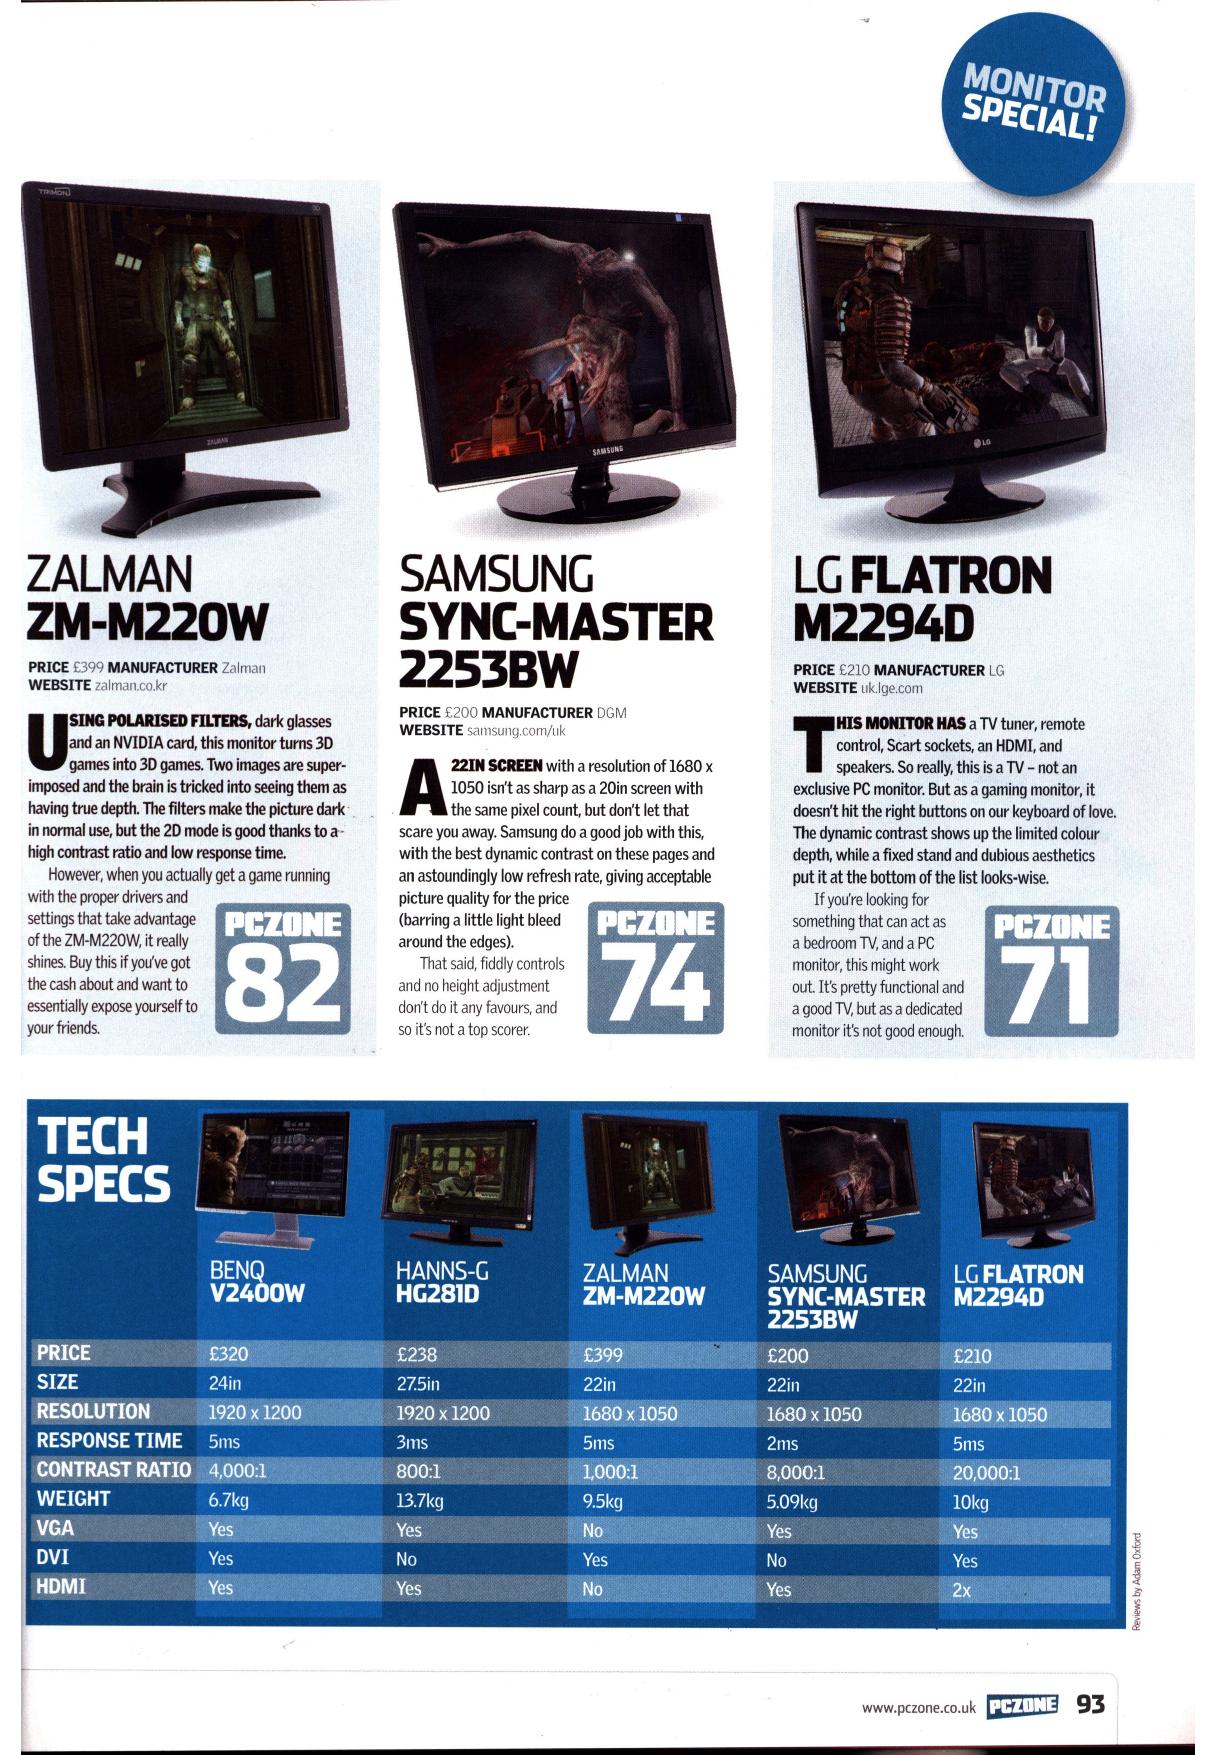 MONITOR
SPECIAL!
TRIMON
3D
ZALMAN
SAMSUNG
LG
ZALMAN
ZM-M220W
PRICE £399 MANUFACTURER Zalman
WEBSITE zalman.co.kr
USING POLARISED FILTERS, dark glasses
and an NVIDIA card, this monitor turns 3D
games into 3D games. Two images are super-
imposed and the brain is tricked into seeing them as
having true depth. The filters make the picture dark
in normal use, but the 2D mode is good thanks to a
high contrast ratio and low response time.
However, when you actually get a game running
with the proper drivers and
settings that take advantage
of the ZM-M220W, it really
shines. Buy this if you've got
the cash about and want to
essentially expose yourself to
your friends.
PCZONE
82
SAMSUNG
SYNC-MASTER
2253BW
PRICE £200 MANUFACTURER DGM
WEBSITE samsung.com/uk
A 22IN SCREEN with a resolution of 1680 x
1050 isn't as sharp as a 20in screen with
the same pixel count, but don't let that
scare you away. Samsung do a good job with this,
with the best dynamic contrast on these pages and
an astoundingly low refresh rate, giving acceptable
picture quality for the price
(barring a little light bleed
around the edges).
That said, fiddly controls
and no height adjustment
don't do it any favours, and
so it's not a top scorer.
PCZONE
74
LG FLATRON
M2294D
PRICE £210 MANUFACTURER LG
WEBSITE uk.lge.com
THIS MONITOR HAS a TV tuner, remote
control, Scart sockets, an HDMI, and
speakers. So really, this is a TV – not an
exclusive PC monitor. But as a gaming monitor, it
doesn't hit the right buttons on our keyboard of love.
The dynamic contrast shows up the limited colour
depth, while a fixed stand and dubious aesthetics
put it at the bottom of the list looks-wise.
If you're looking for
something that can act as
a bedroom TV, and a PC
monitor, this might work
out. It's pretty functional and
a good TV, but as a dedicated
monitor it's not good enough.
PCZONE
71
TECH
SPECS
BENQ
V2400W
HANNS-G
HG281D
ZALMAN
ZM-M220W
SAMSUNG
SYNC-MASTER
2253BW
LG FLATRON
M2294D
PRICE £320 £238 £399 £200 £210
SIZE 24in 27.5in 22in 22in 22in
RESOLUTION 1920 x 1200 1920 x 1200 1680 x 1050 1680 x 1050 1680 x 1050
RESPONSE TIME 5ms 3ms 5ms 2ms 5ms
CONTRAST RATIO 4,000:1 800:1 1,000:1 8,000:1 20,000:1
WEIGHT 6.7kg 13.7kg 9.5kg 5.09kg 10kg
VGA Yes Yes No Yes Yes
DVI Yes No Yes No Yes
HDMI Yes Yes No Yes 2x
Reviews by Adam Oxford
www.pczone.co.uk PCZONE 93